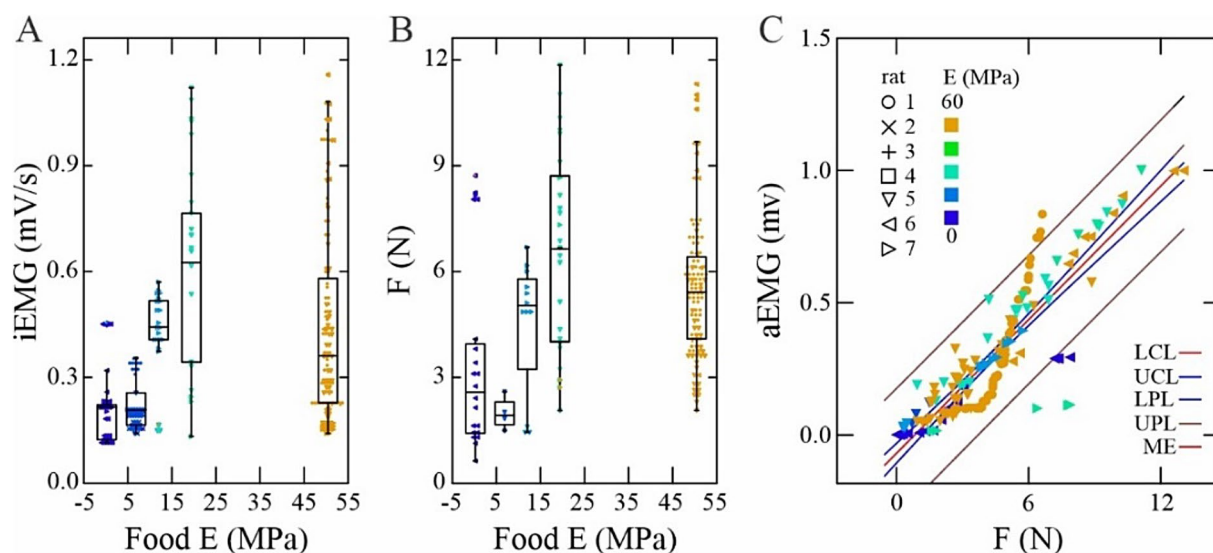 A
iEMG (mV/s)
1.2
0.9
0.6
0.3
0.0
-5 5 15 25 35 45 55
Food E (MPa)
B
F (N)
12
9
6
3
0
-5 5 15 25 35 45 55
Food E (MPa)
C
aEMG (mv)
1.5
1.0
0.5
0.0
0 6 12
F (N)
rat E (MPa)
1 60
2
3
4
5
6
7 0
LCL
UCL
LPL
UPL
ME